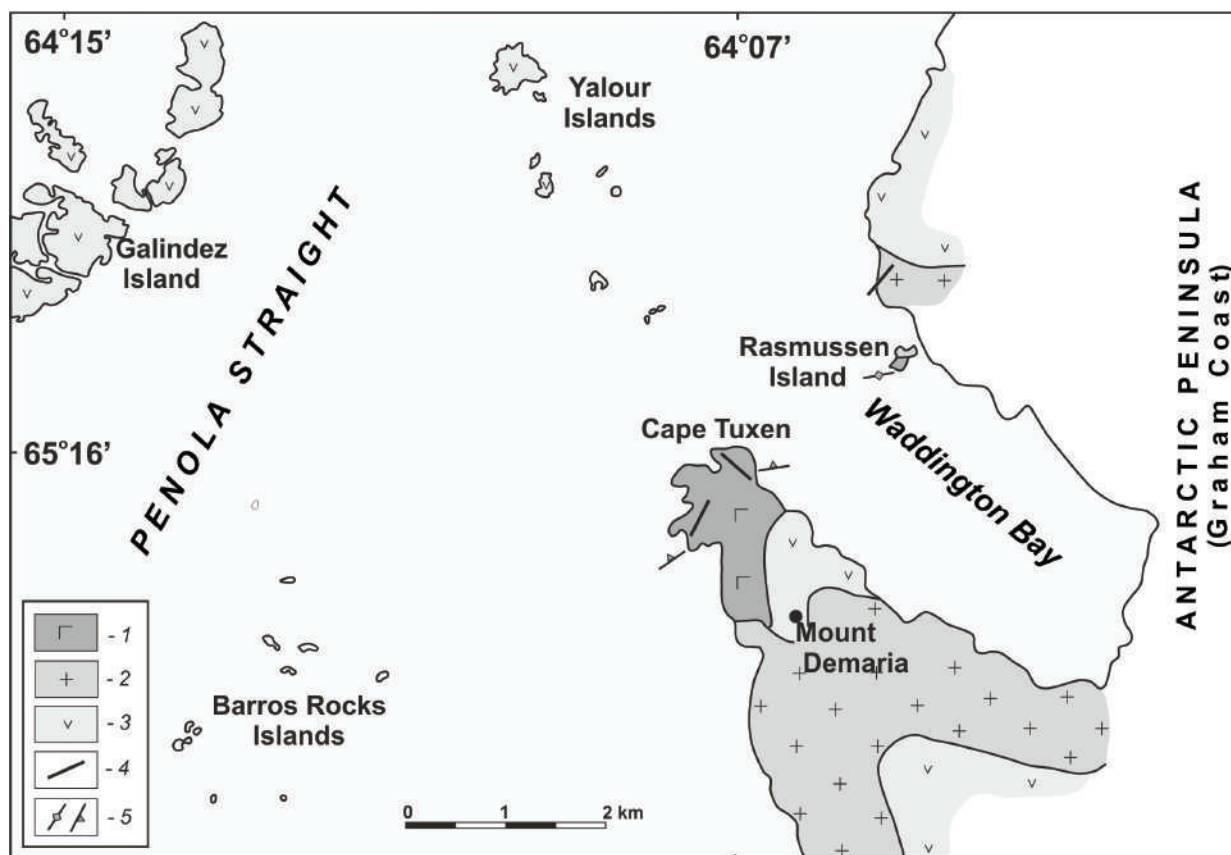 64°15'
64°07'
Yalour
Islands
Galindez
Island
PENOLA STRAIGHT
Rasmussen
Island
Waddington Bay
ANTARCTIC PENINSULA
(Graham Coast)
65°16'
Cape Tuxen
Mount
Demaria
Barros Rocks
Islands
- 1
- 2
- 3
- 4
- 5
0 1 2 km